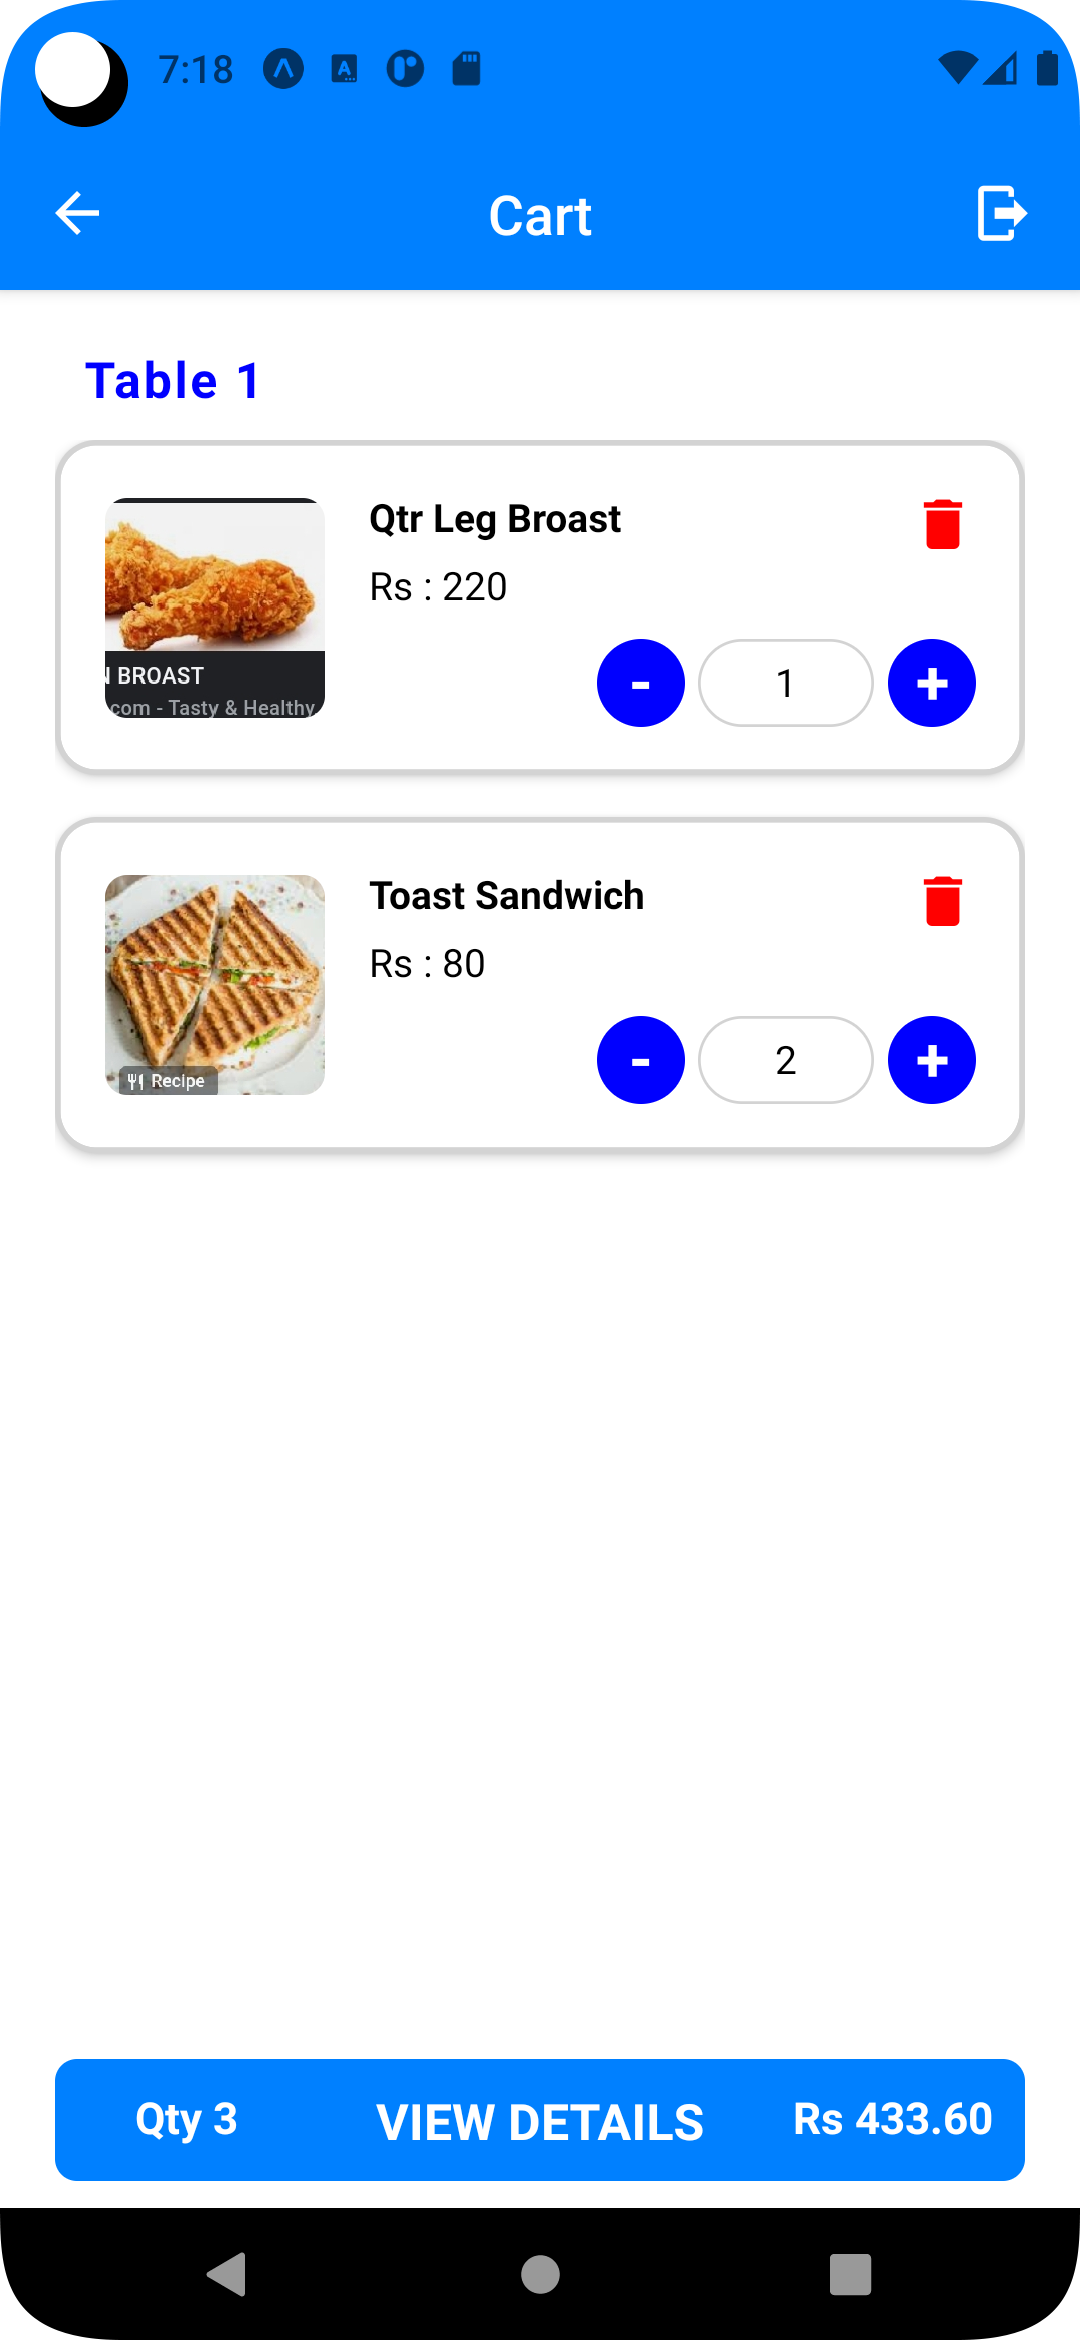 7:18
Cart
Table 1
Qtr Leg Broast
Rs : 220
BROAST
com - Tasty & Healthy
- 1 +
Toast Sandwich
Rs : 80
Recipe
- 2 +
Qty 3 VIEW DETAILS Rs 433.60